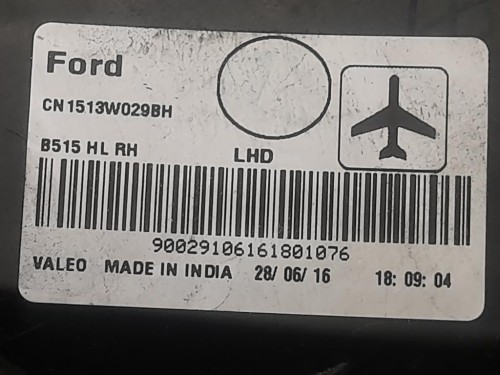 Ford
CN1513W029BH
B515 HL RH LHD
90029106161801076
VALEO MADE IN INDIA 28/ 06/ 16 18: 09: 04